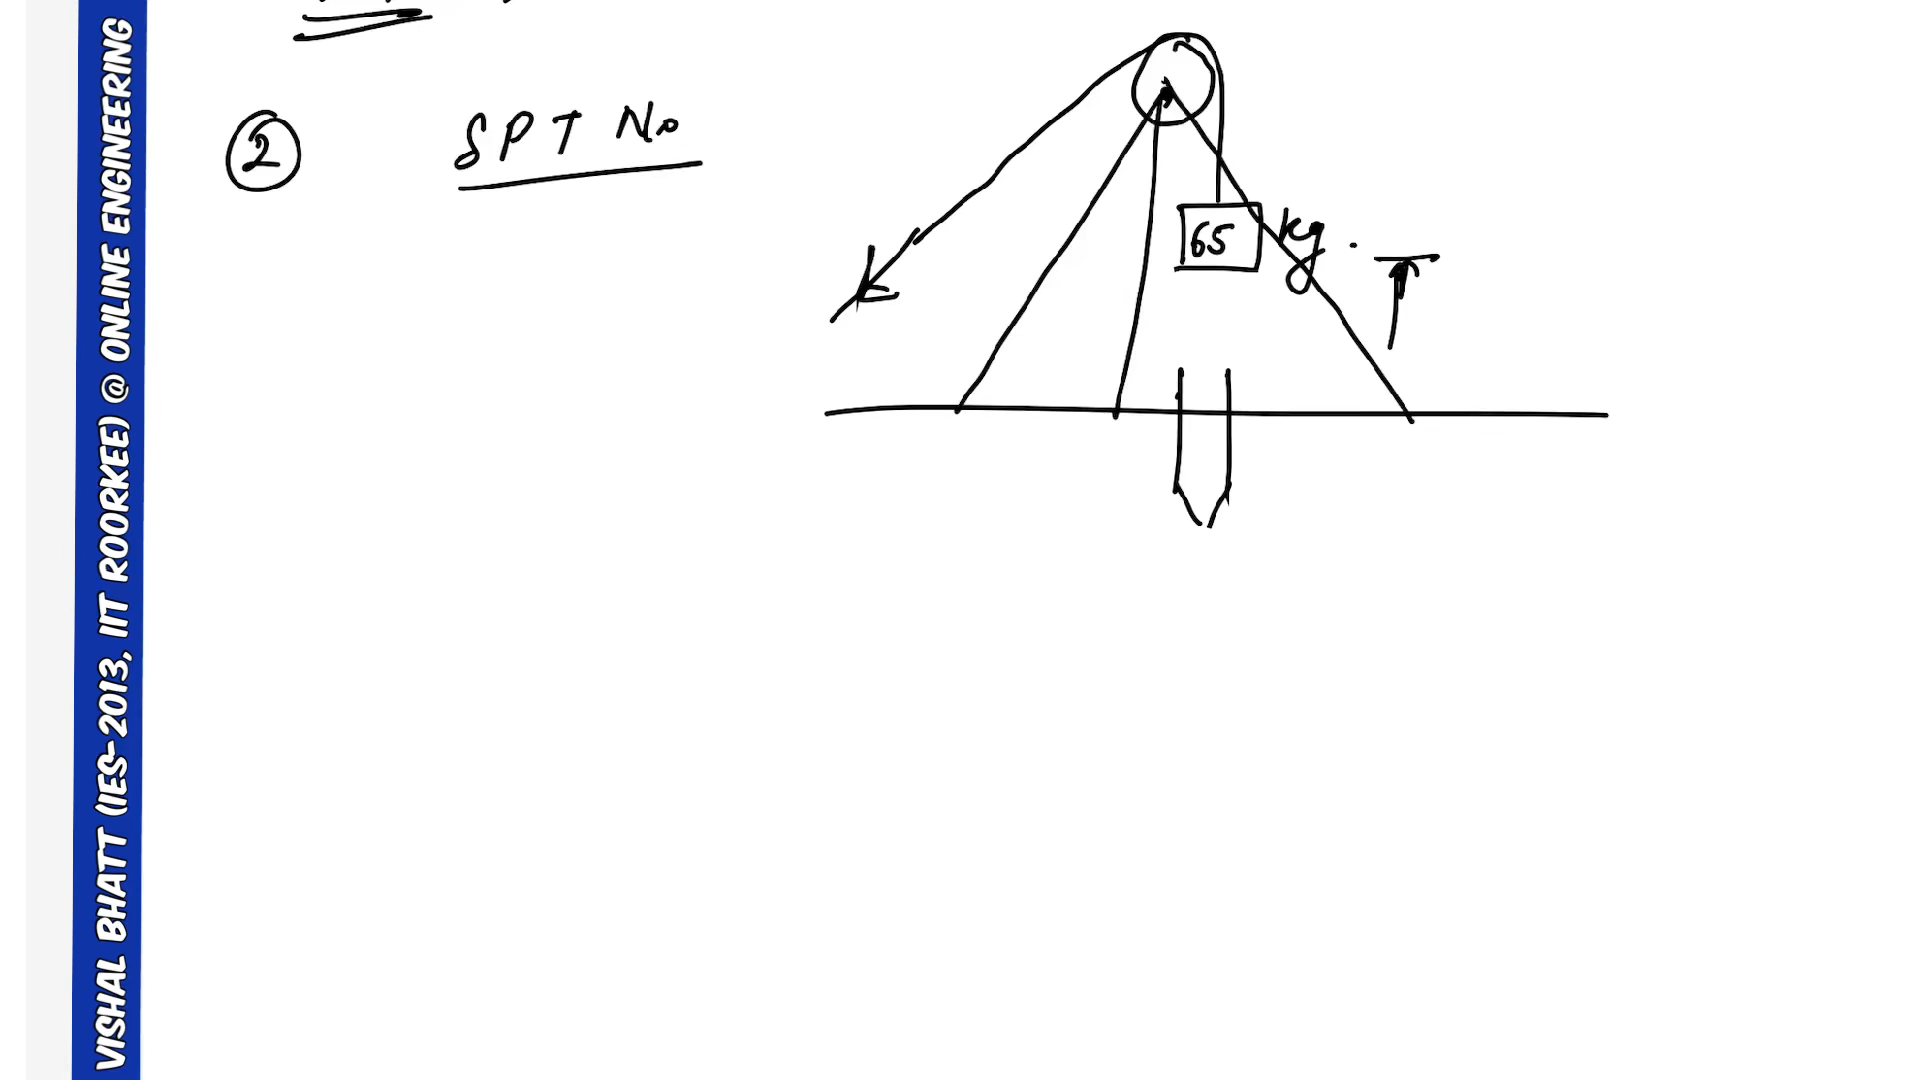 VISHAL BHATT (IES-2013, IIT ROORKEE) @ ONLINE ENGINEERING
2 SPT No
65 kg.